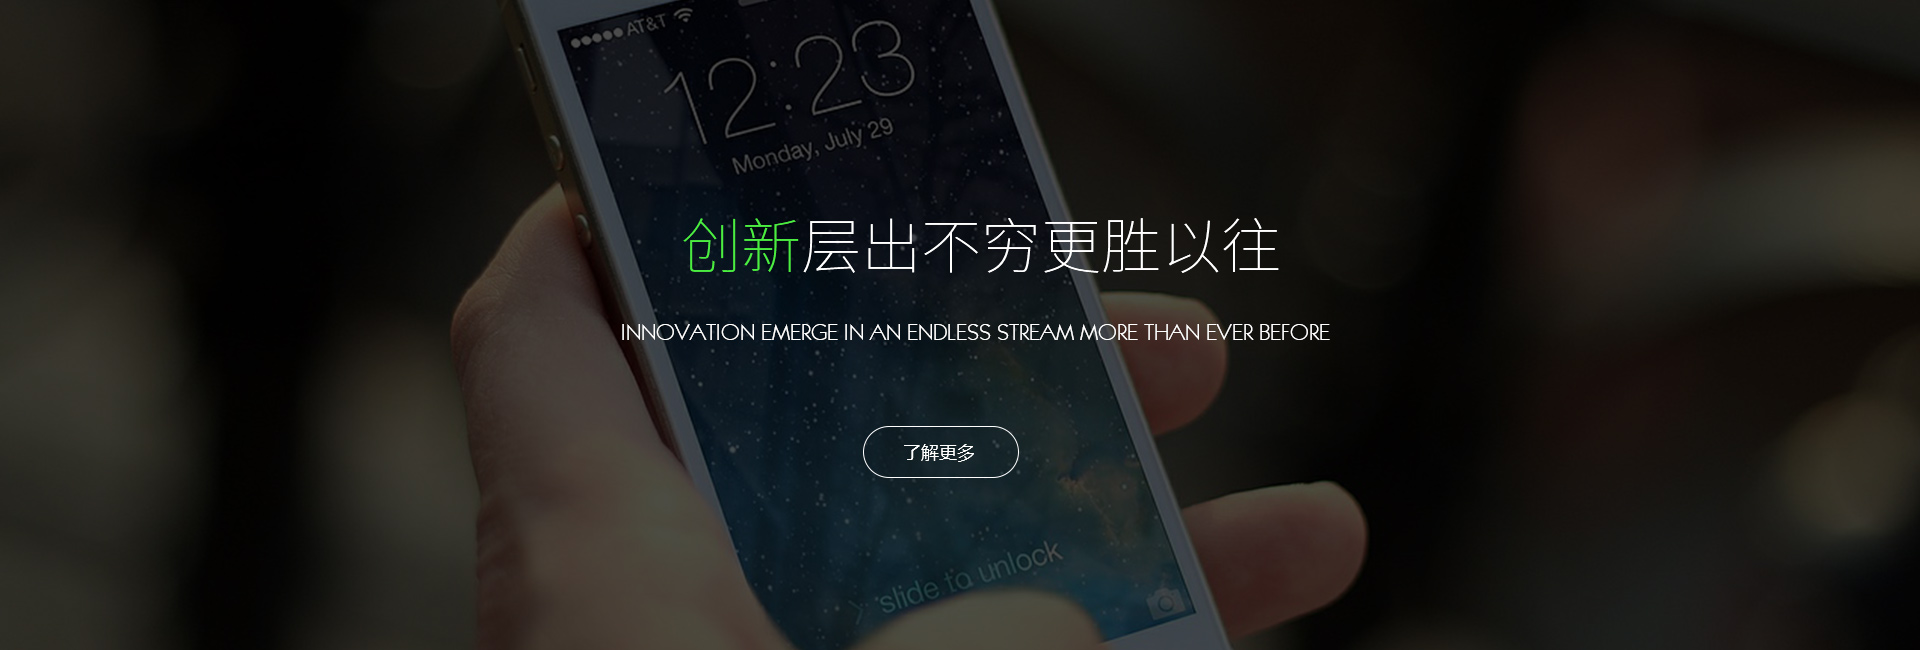 AT&T
12:23
Monday, July 29
创新层出不穷更胜以往
INNOVATION EMERGE IN AN ENDLESS STREAM MORE THAN EVER BEFORE
了解更多
slide to unlock